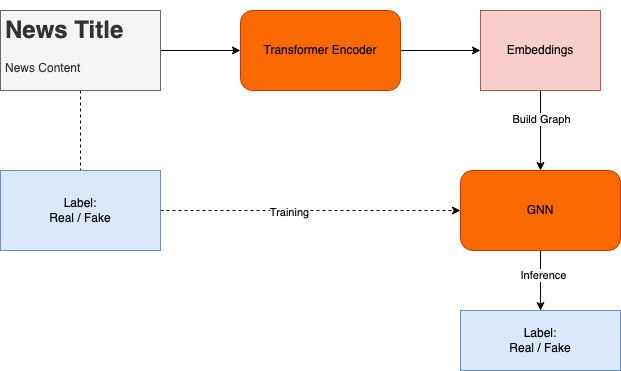 News Title
News Content
Transformer Encoder
Embeddings
Build Graph
Label:
Real / Fake
Training
GNN
Inference
Label:
Real / Fake